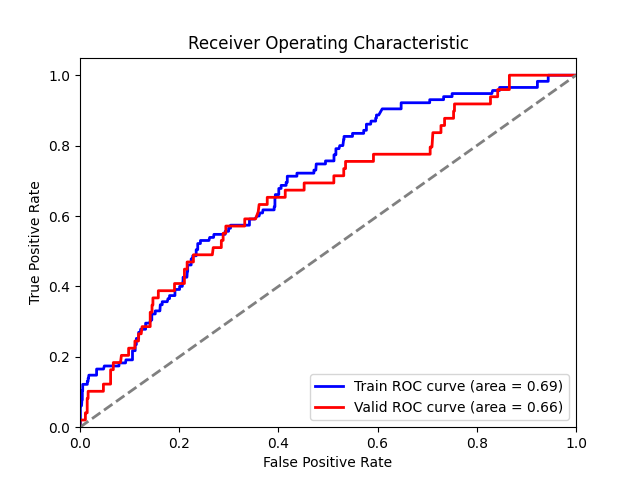 Receiver Operating Characteristic
1.0
0.8
0.6
0.4
0.2
0.0
True Positive Rate
Train ROC curve (area = 0.69)
Valid ROC curve (area = 0.66)
0.0 0.2 0.4 0.6 0.8 1.0
False Positive Rate